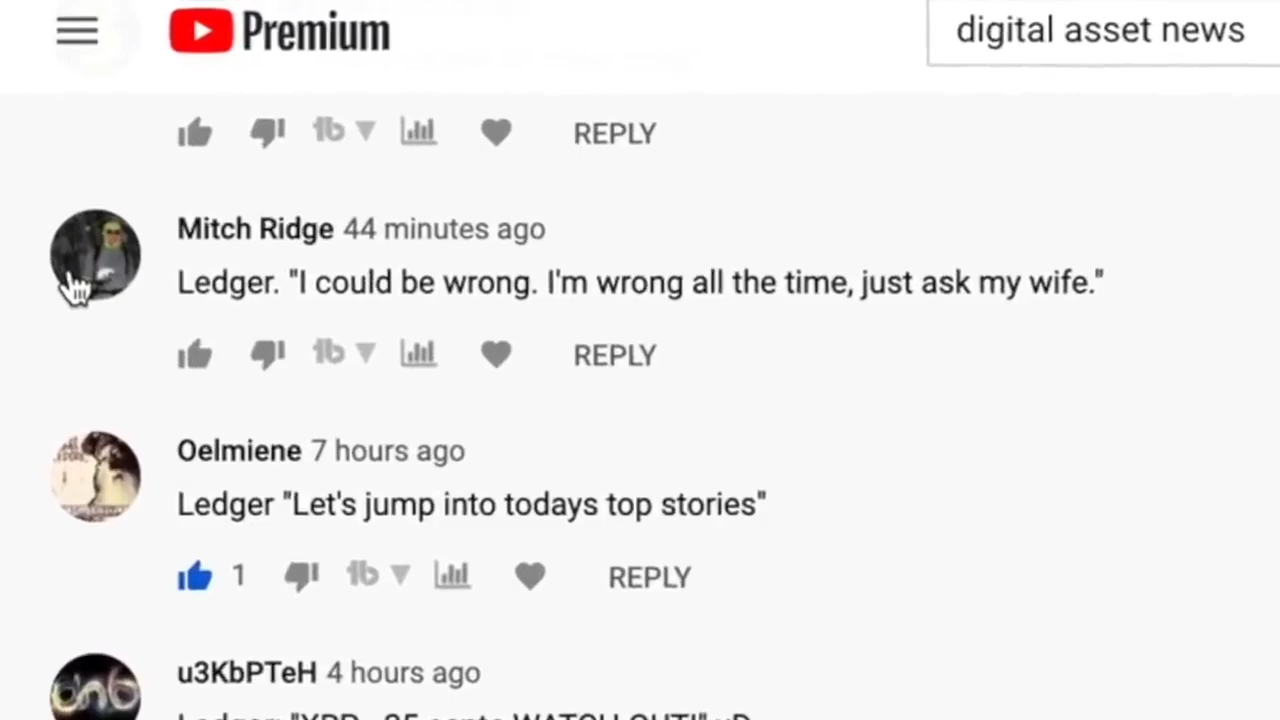 Premium
digital asset news
REPLY
Mitch Ridge 44 minutes ago
Ledger. "I could be wrong. I'm wrong all the time, just ask my wife."
REPLY
Oelmiene 7 hours ago
Ledger "Let's jump into todays top stories"
1 REPLY
u3KbPTeH 4 hours ago